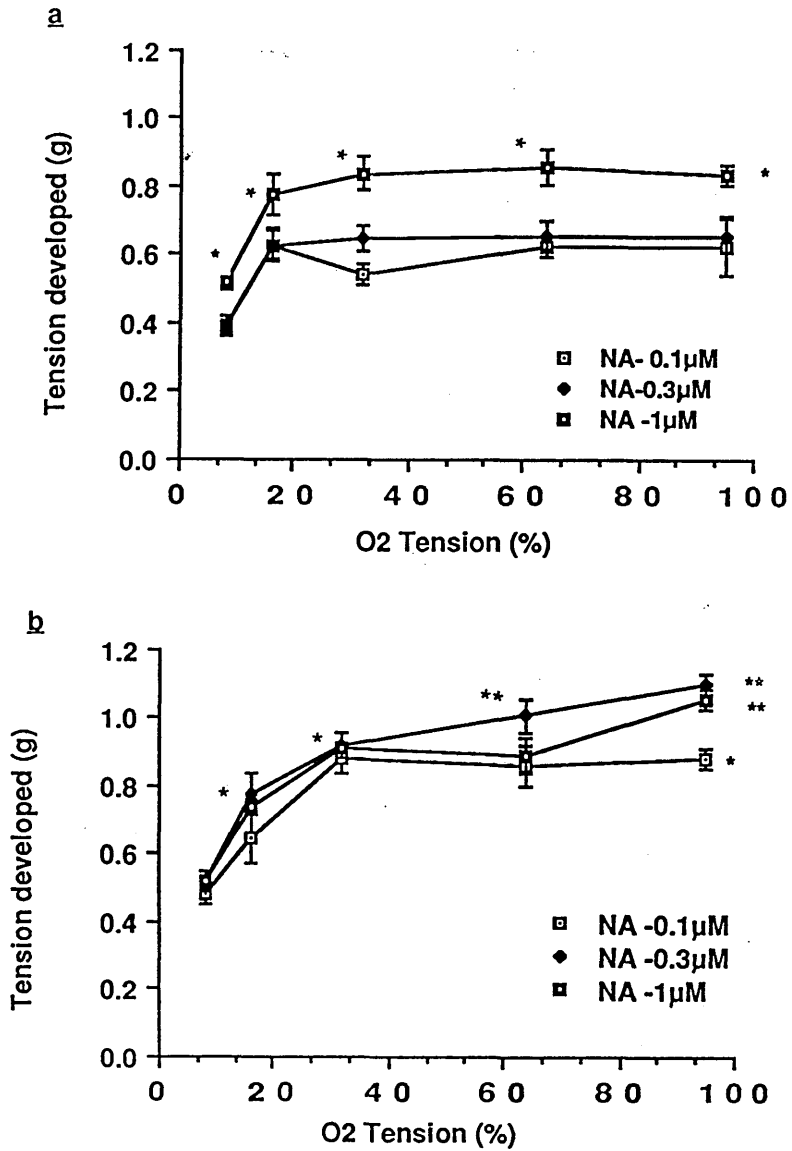 a
1.2
1.0
0.8
0.6
0.4
0.2
0.0
Tension developed (g)
* * * * *
NA- 0.1µM
NA-0.3µM
NA -1µM
0 20 40 60 80 100
O2 Tension (%)
b
1.2
1.0
0.8
0.6
0.4
0.2
0.0
Tension developed (g)
* * ** ** ** *
NA -0.1µM
NA -0.3µM
NA -1µM
0 20 40 60 80 100
O2 Tension (%)